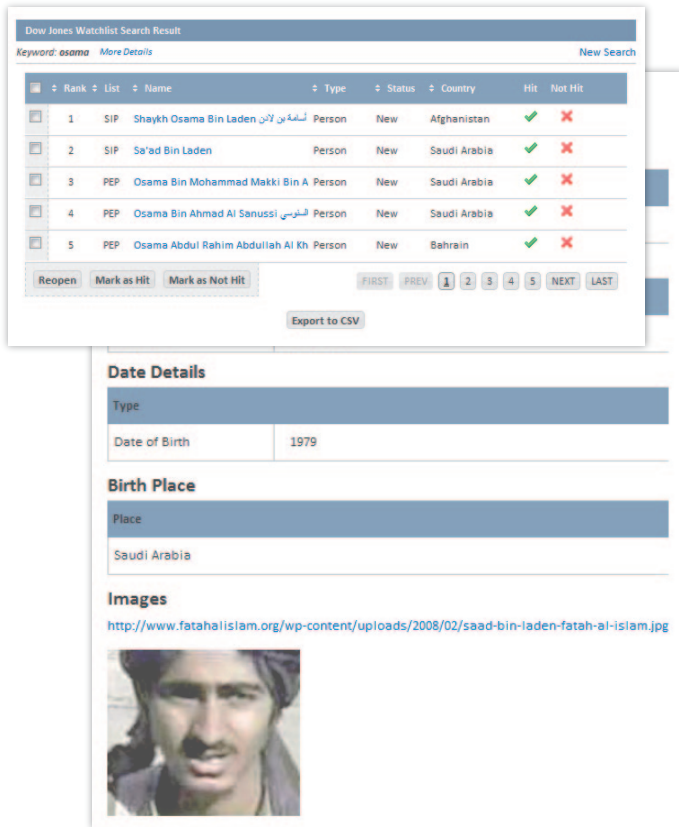 Dow Jones Watchlist Search Result
Keyword: osama More Details New Search
Rank List Name Type Status Country Hit Not Hit
1 SIP Shaykh Osama Bin Laden أسامة بن لادن Person New Afghanistan
2 SIP Sa'ad Bin Laden Person New Saudi Arabia
3 PEP Osama Bin Mohammad Makki Bin A Person New Saudi Arabia
4 PEP Osama Bin Ahmad Al Sanussi السنوسي Person New Saudi Arabia
5 PEP Osama Abdul Rahim Abdullah Al Kh Person New Bahrain
Reopen Mark as Hit Mark as Not Hit FIRST PREV 1 2 3 4 5 NEXT LAST
Export to CSV
Date Details
Type
Date of Birth 1979
Birth Place
Place
Saudi Arabia
Images
http://www.fatahalislam.org/wp-content/uploads/2008/02/saad-bin-laden-fatah-al-islam.jpg